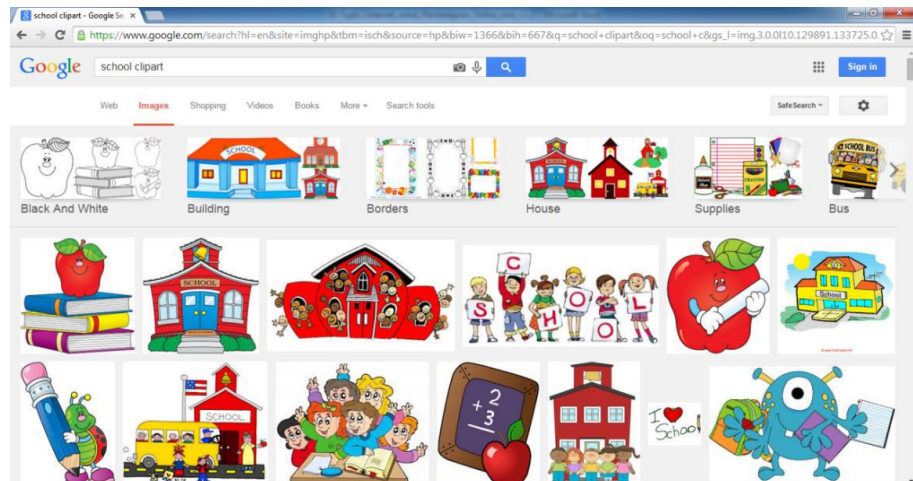 school clipart - Google Se
https://www.google.com/search?hl=en&site=imghp&tbm=isch&source=hp&biw=1366&bih=667&q=school+clipart&oq=school+c&gs_l=img.3.0.0l10.129891.133725.0.
Google school clipart Sign in
Web Images Shopping Videos Books More Search tools SafeSearch
SCHOOL SCHOOL BUS
Black And White Building Borders House Supplies Bus
SCHOOL
C
S H O O L
School
SCHOOL
+ 2
3
I
School